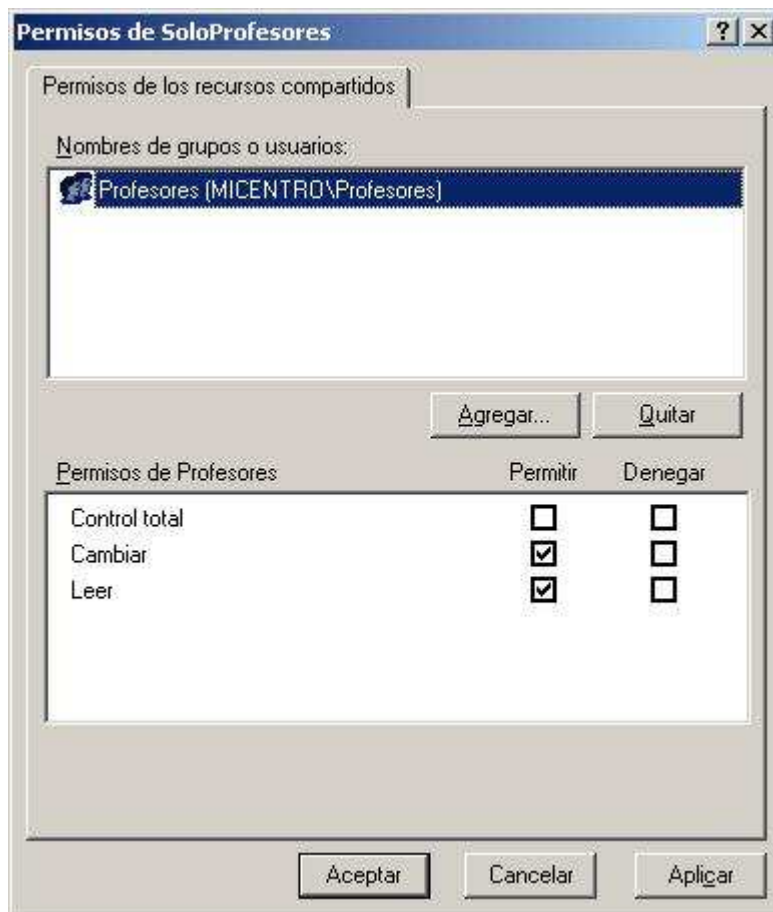 Permisos de SoloProfesores
Permisos de los recursos compartidos
Nombres de grupos o usuarios:
Profesores (MICENTRO\Profesores)
Agregar... Quitar
Permisos de Profesores Permitir Denegar
Control total
Cambiar
Leer
Aceptar Cancelar Aplicar